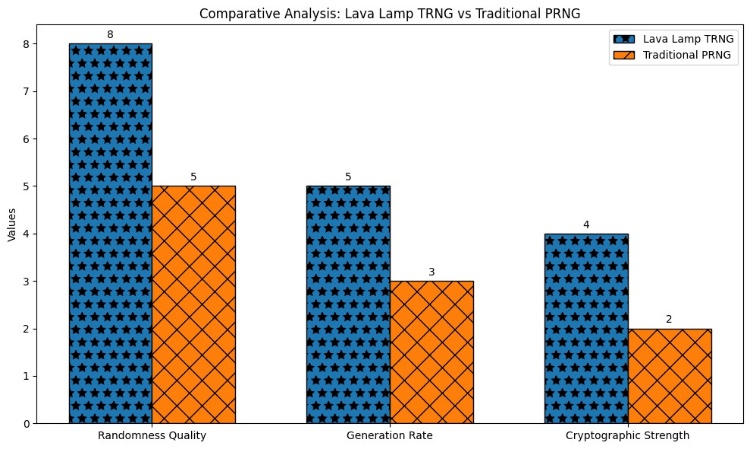 Comparative Analysis: Lava Lamp TRNG vs Traditional PRNG
Lava Lamp TRNG
Traditional PRNG
Values
8
7
6
5
4
3
2
1
0
8
5
5
3
4
2
Randomness Quality
Generation Rate
Cryptographic Strength